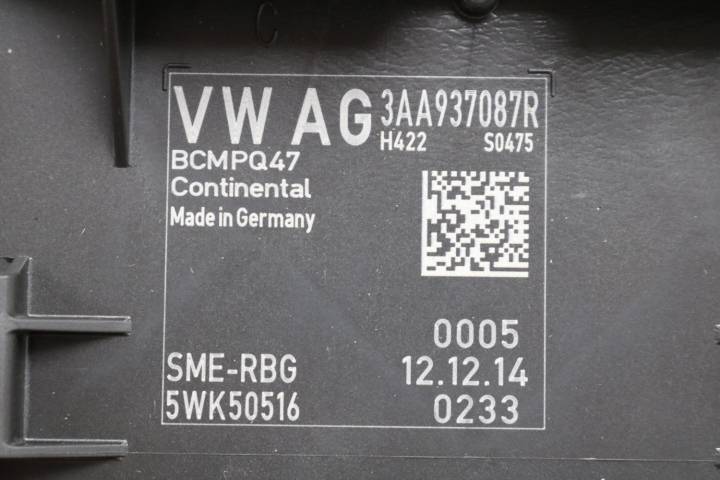 C
VW AG 3AA937087R
H422 S0475
BCMPQ47
Continental
Made in Germany
0005
SME-RBG 12.12.14
5WK50516 0233